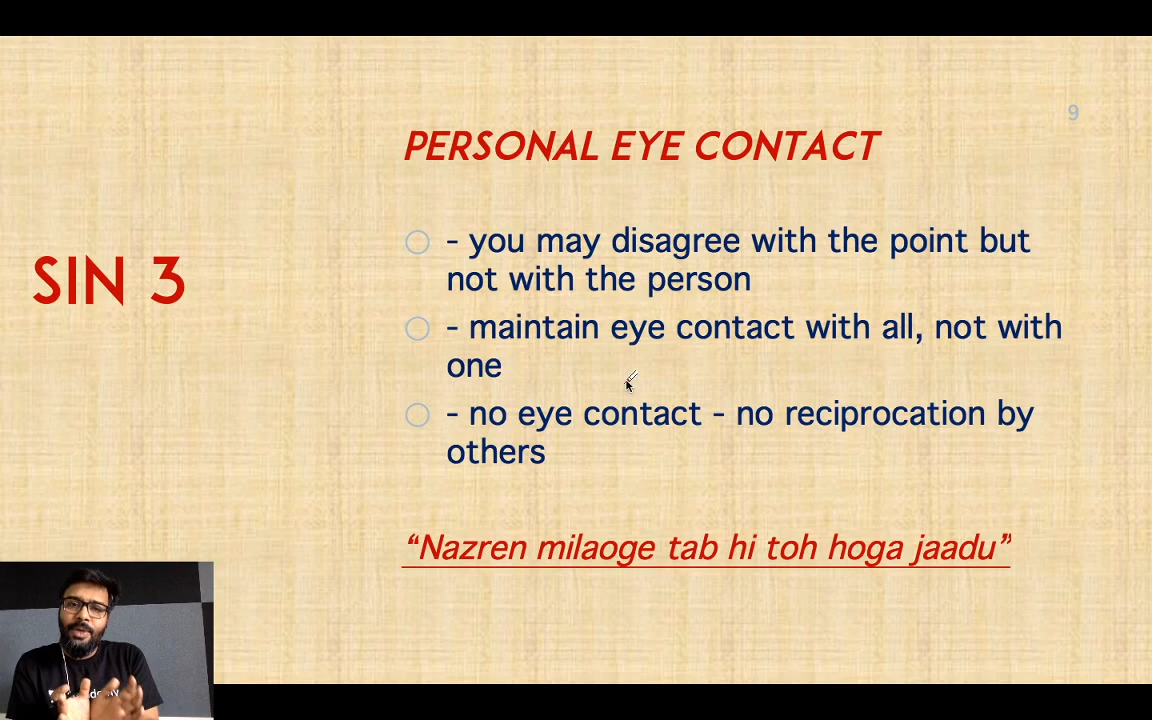 9
PERSONAL EYE CONTACT
SIN 3
- you may disagree with the point but
not with the person
- maintain eye contact with all, not with
one
- no eye contact - no reciprocation by
others
“Nazren milaoge tab hi toh hoga jaadu”